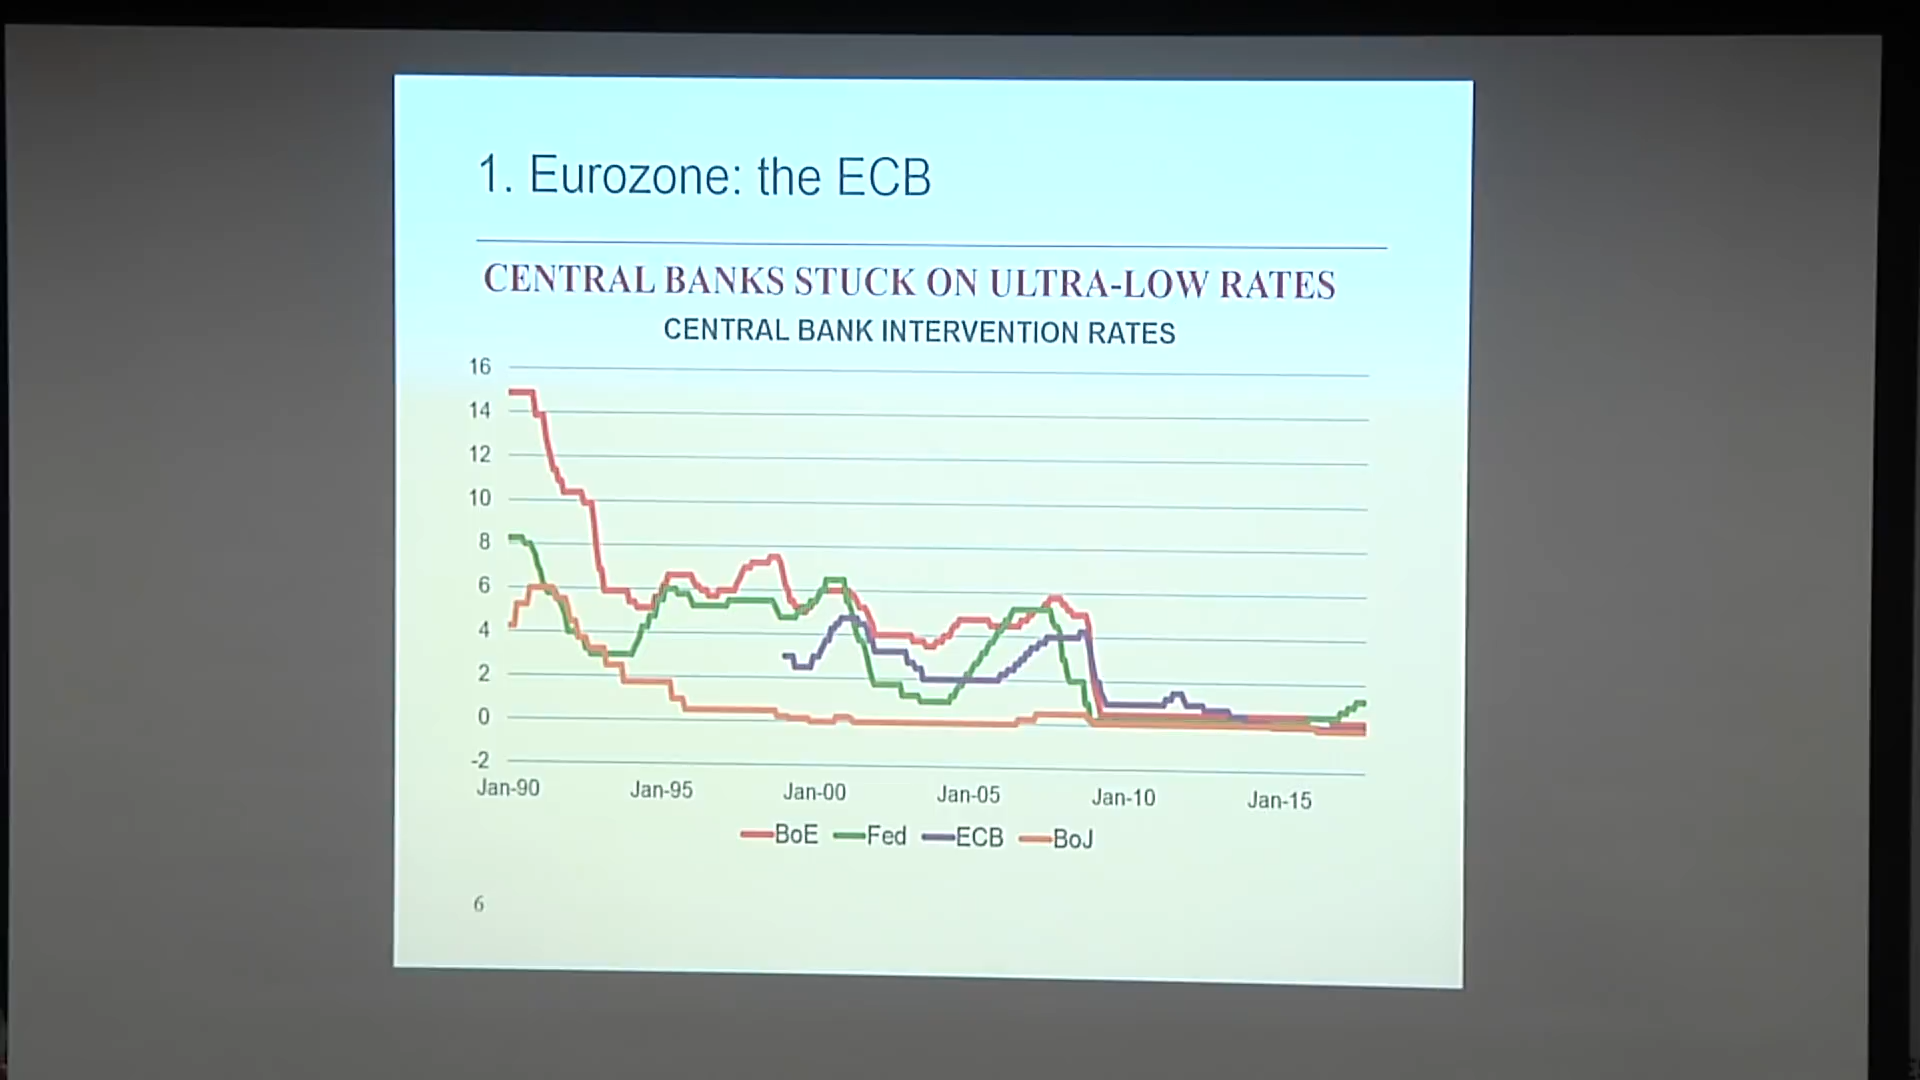 1. Eurozone: the ECB
CENTRAL BANKS STUCK ON ULTRA-LOW RATES
CENTRAL BANK INTERVENTION RATES
16
14
12
10
8
6
4
2
0
-2
Jan-90 Jan-95 Jan-00 Jan-05 Jan-10 Jan-15
BoE Fed ECB BoJ
6